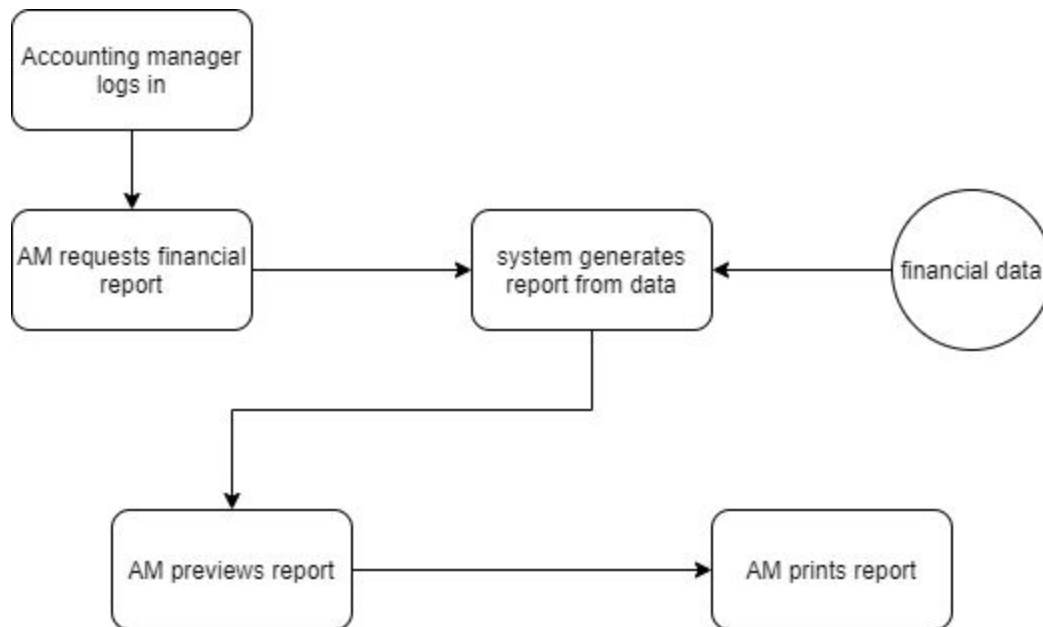 Accounting manager
logs in
AM requests financial
report
system generates
report from data
financial data
AM previews report
AM prints report